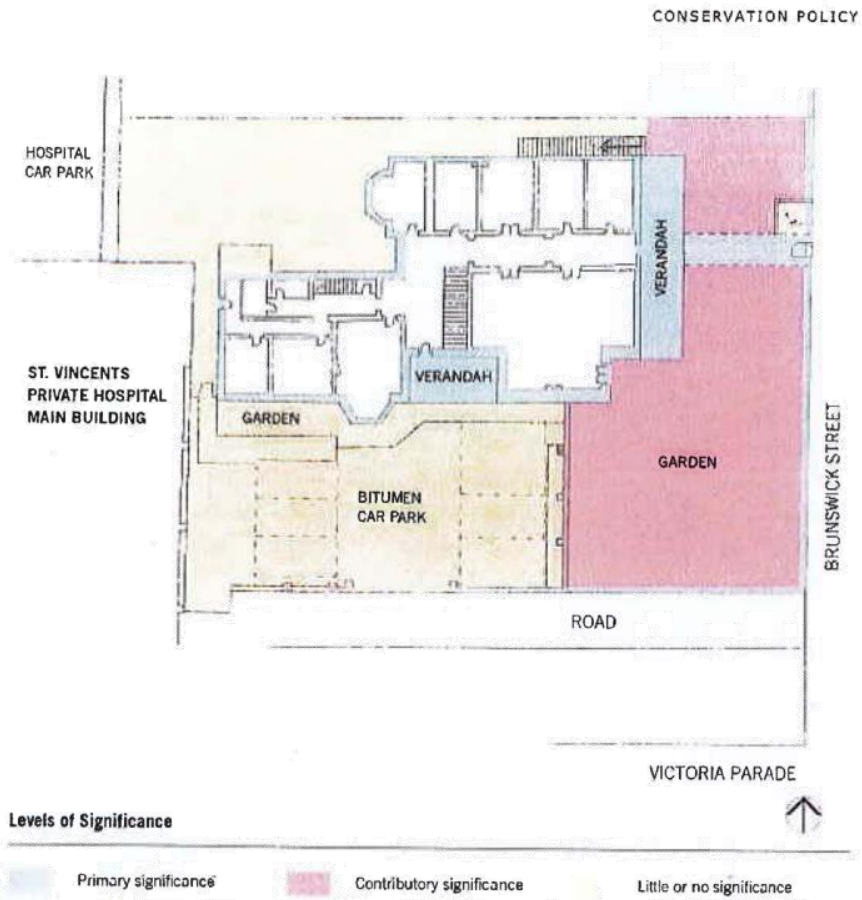 CONSERVATION POLICY
HOSPITAL
CAR PARK
VERANDAH
ST. VINCENTS
PRIVATE HOSPITAL
MAIN BUILDING
VERANDAH
GARDEN
GARDEN
BITUMEN
CAR PARK
BRUNSWICK STREET
ROAD
VICTORIA PARADE
Levels of Significance
Primary significance
Contributory significance
Little or no significance